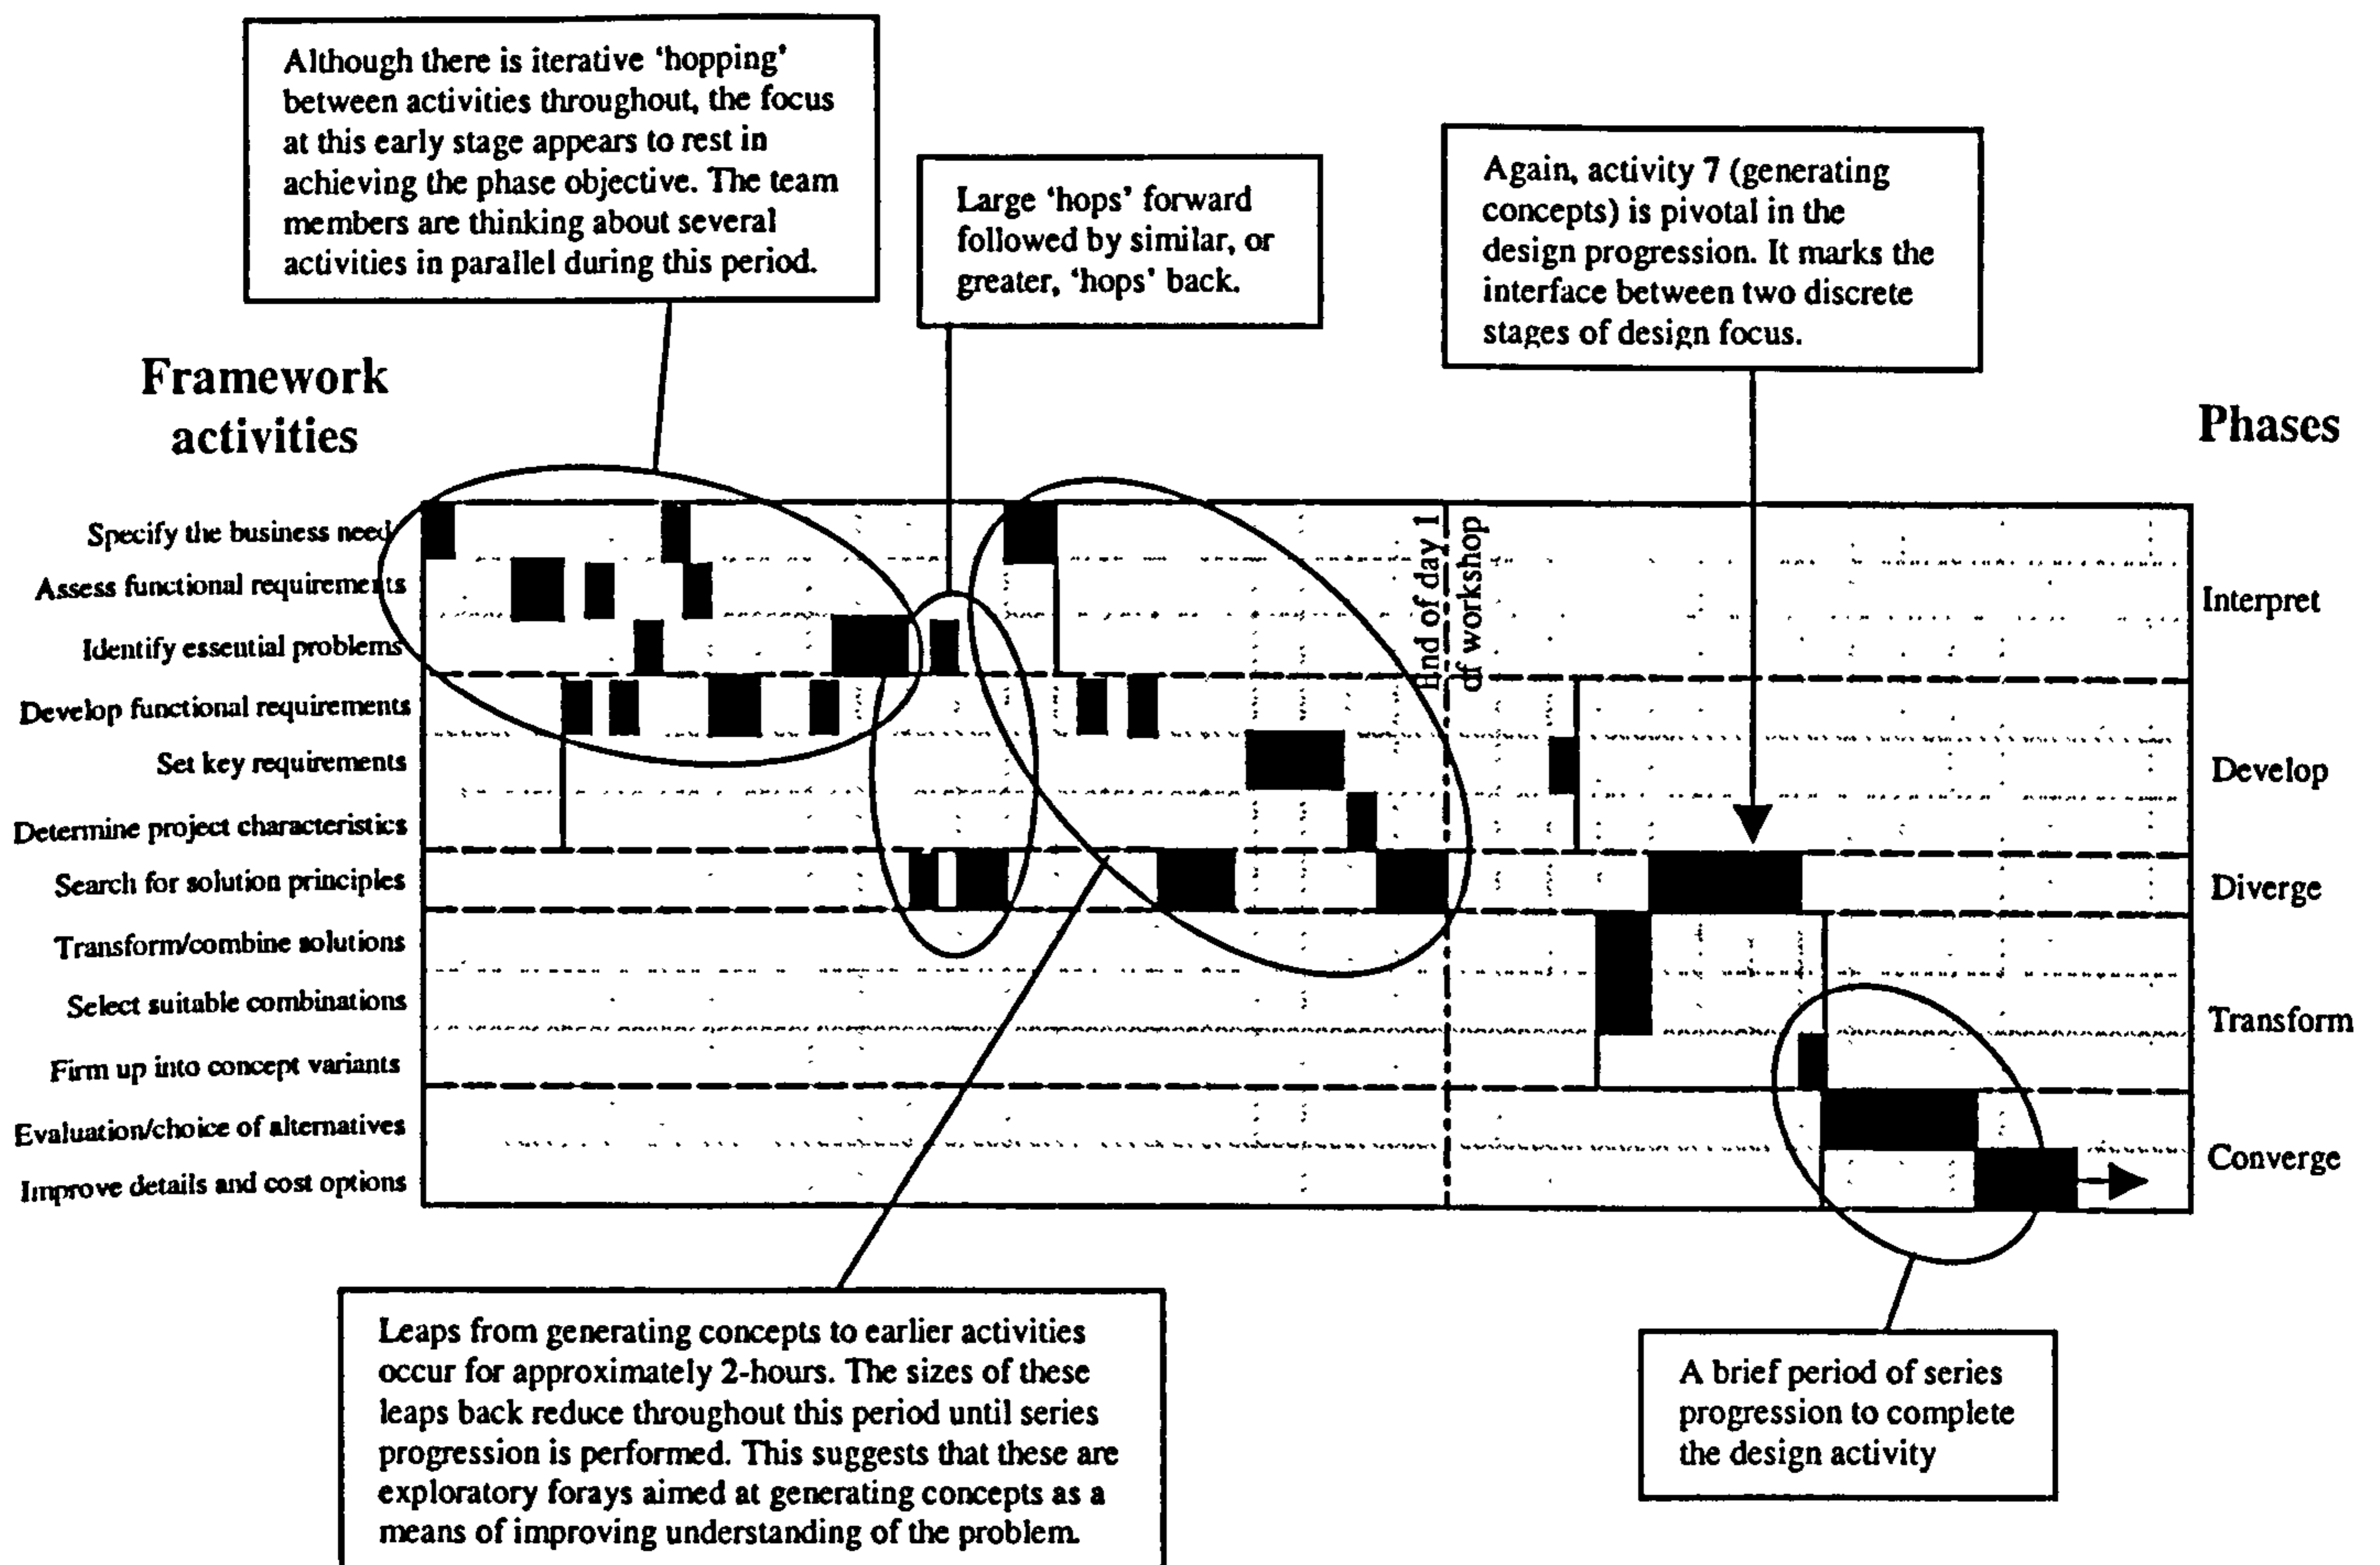 Although there is iterative ‘hopping’
between activities throughout, the focus
at this early stage appears to rest in
achieving the phase objective. The team
members are thinking about several
activities in parallel during this period.
Large ‘hops’ forward
followed by similar, or
greater, ‘hops’ back.
Again, activity 7 (generating
concepts) is pivotal in the
design progression. It marks the
interface between two discrete
stages of design focus.
Framework
activities
Phases
Specify the business need
Assess functional requirements
Identify essential problems
Develop functional requirements
Set key requirements
Determine project characteristics
Search for solution principles
Transform/combine solutions
Select suitable combinations
Firm up into concept variants
Evaluation/choice of alternatives
Improve details and cost options
End of day 1
of workshop
Interpret
Develop
Diverge
Transform
Converge
Leaps from generating concepts to earlier activities
occur for approximately 2-hours. The sizes of these
leaps back reduce throughout this period until series
progression is performed. This suggests that these are
exploratory forays aimed at generating concepts as a
means of improving understanding of the problem.
A brief period of series
progression to complete
the design activity